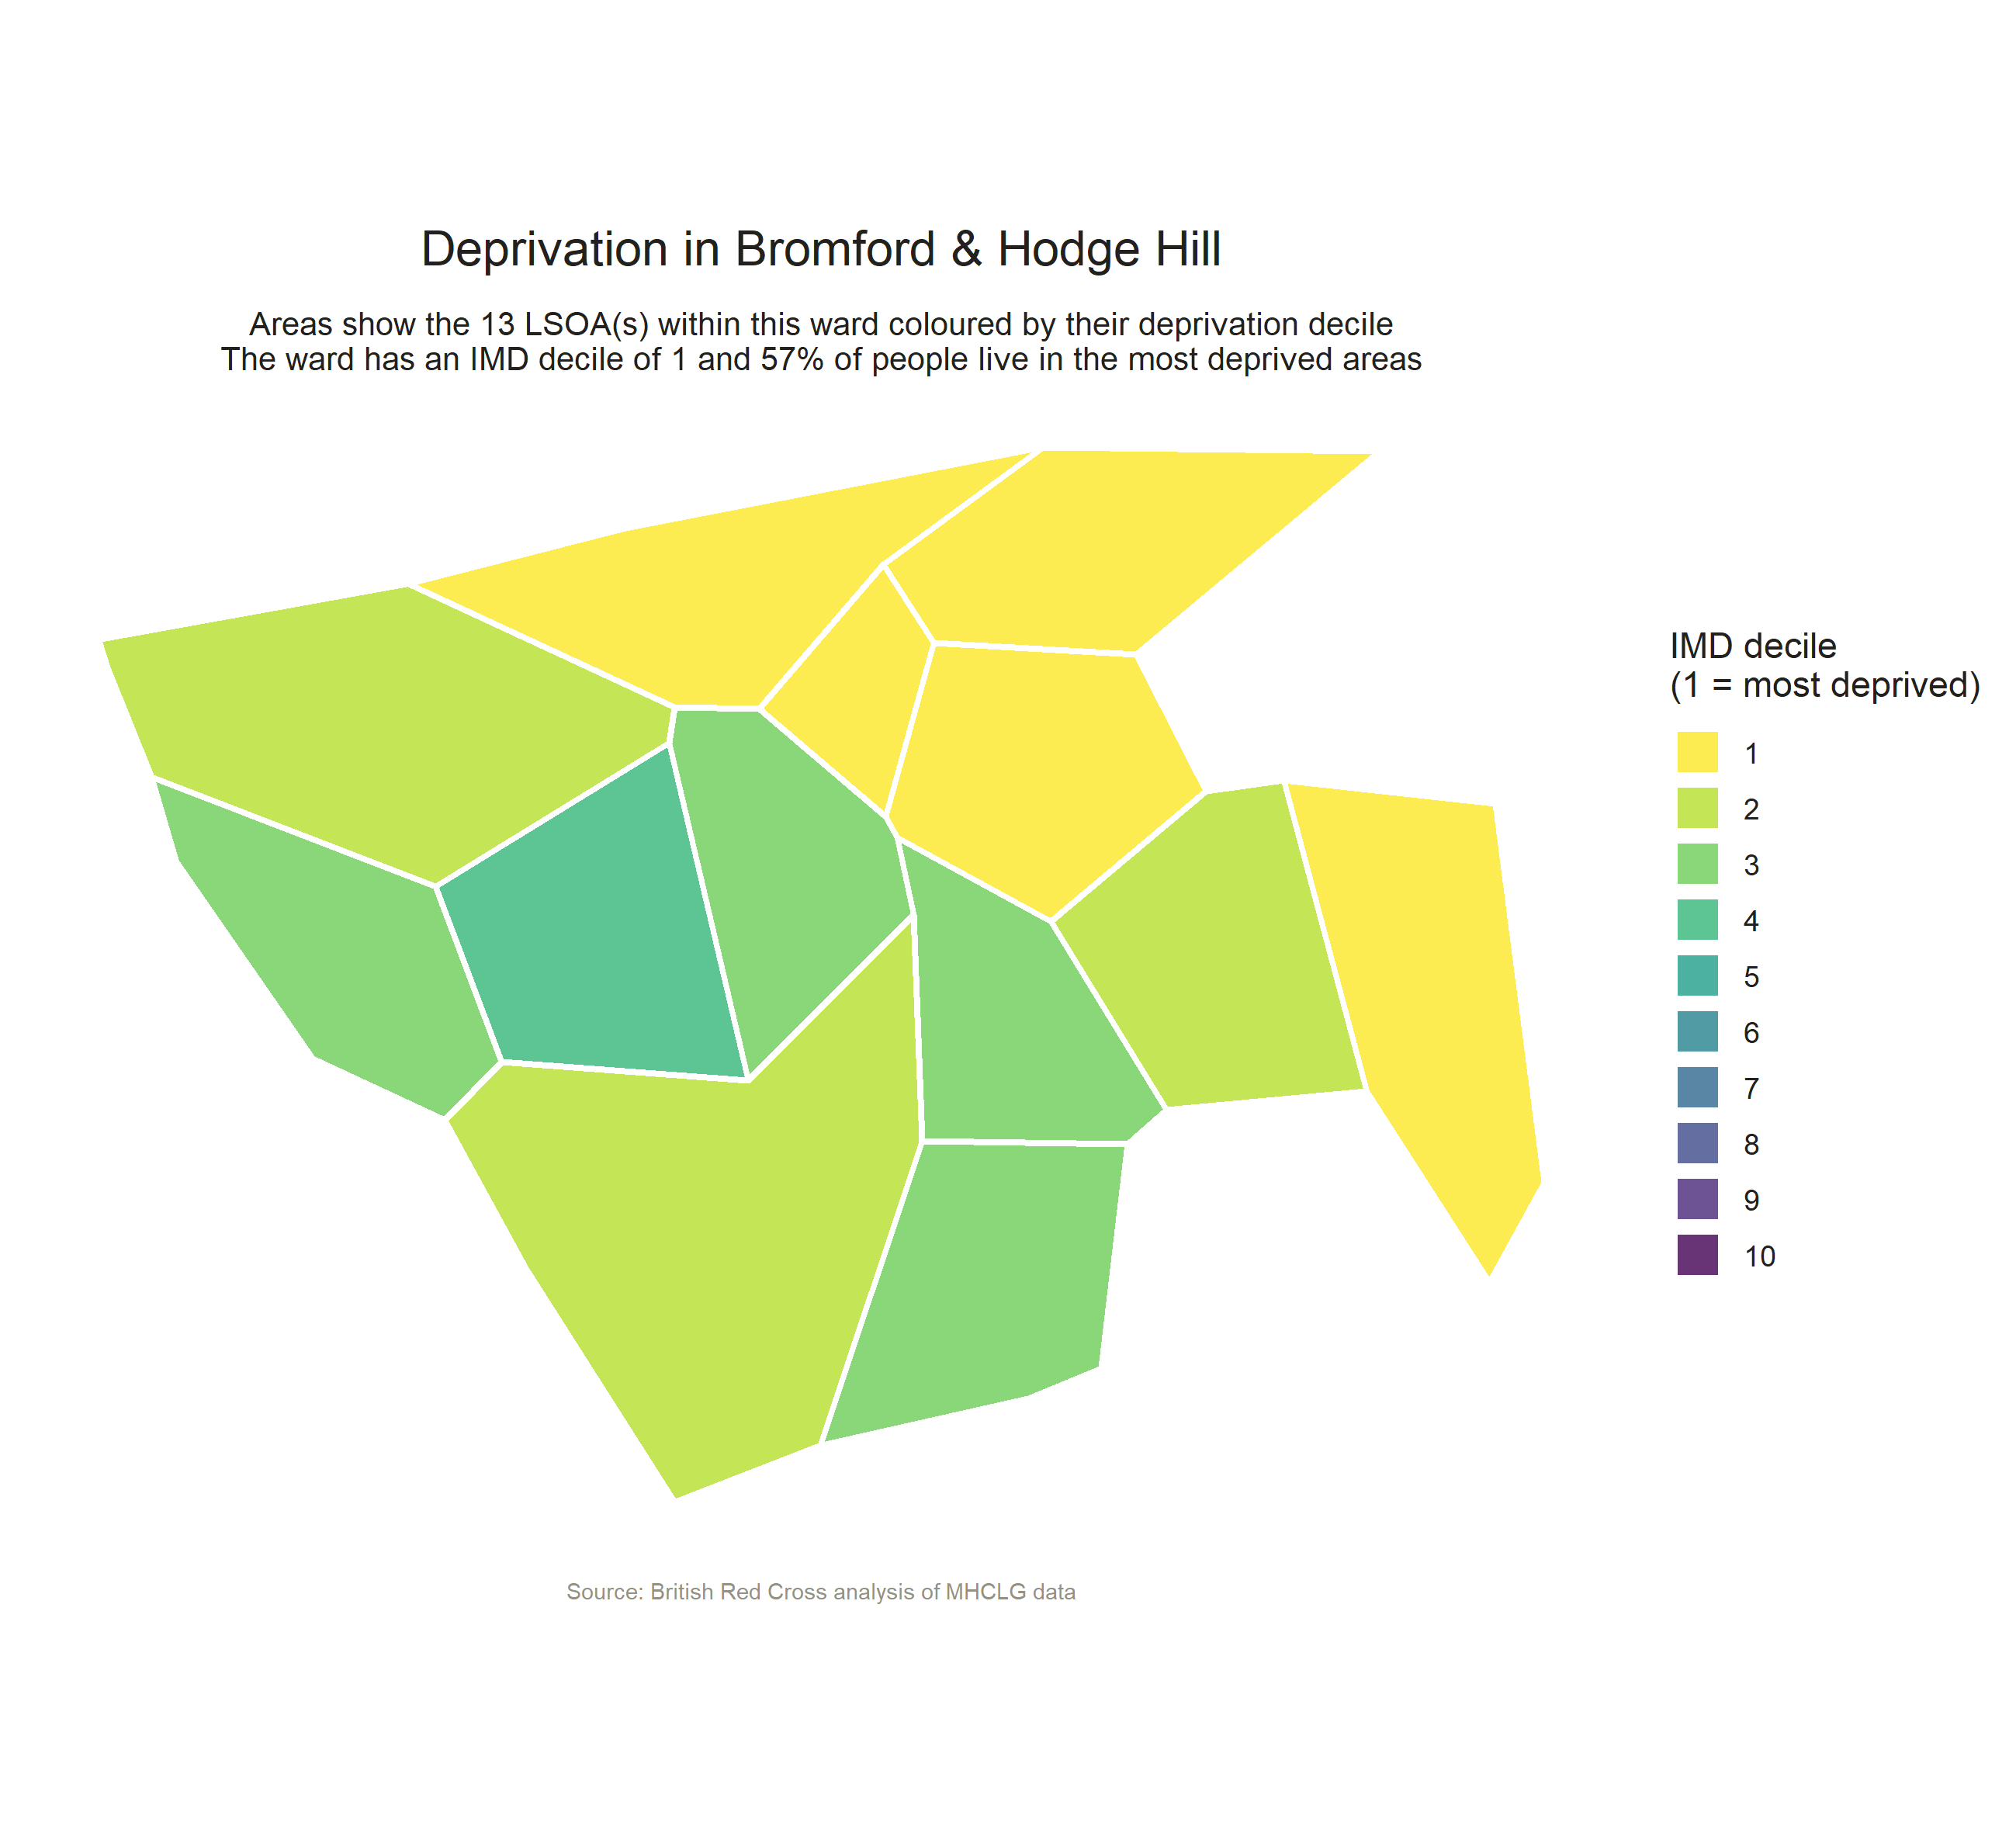 Deprivation in Bromford & Hodge Hill
Areas show the 13 LSOA(s) within this ward coloured by their deprivation decile
The ward has an IMD decile of 1 and 57% of people live in the most deprived areas
IMD decile
(1 = most deprived)
1
2
3
4
5
6
7
8
9
10
Source: British Red Cross analysis of MHCLG data